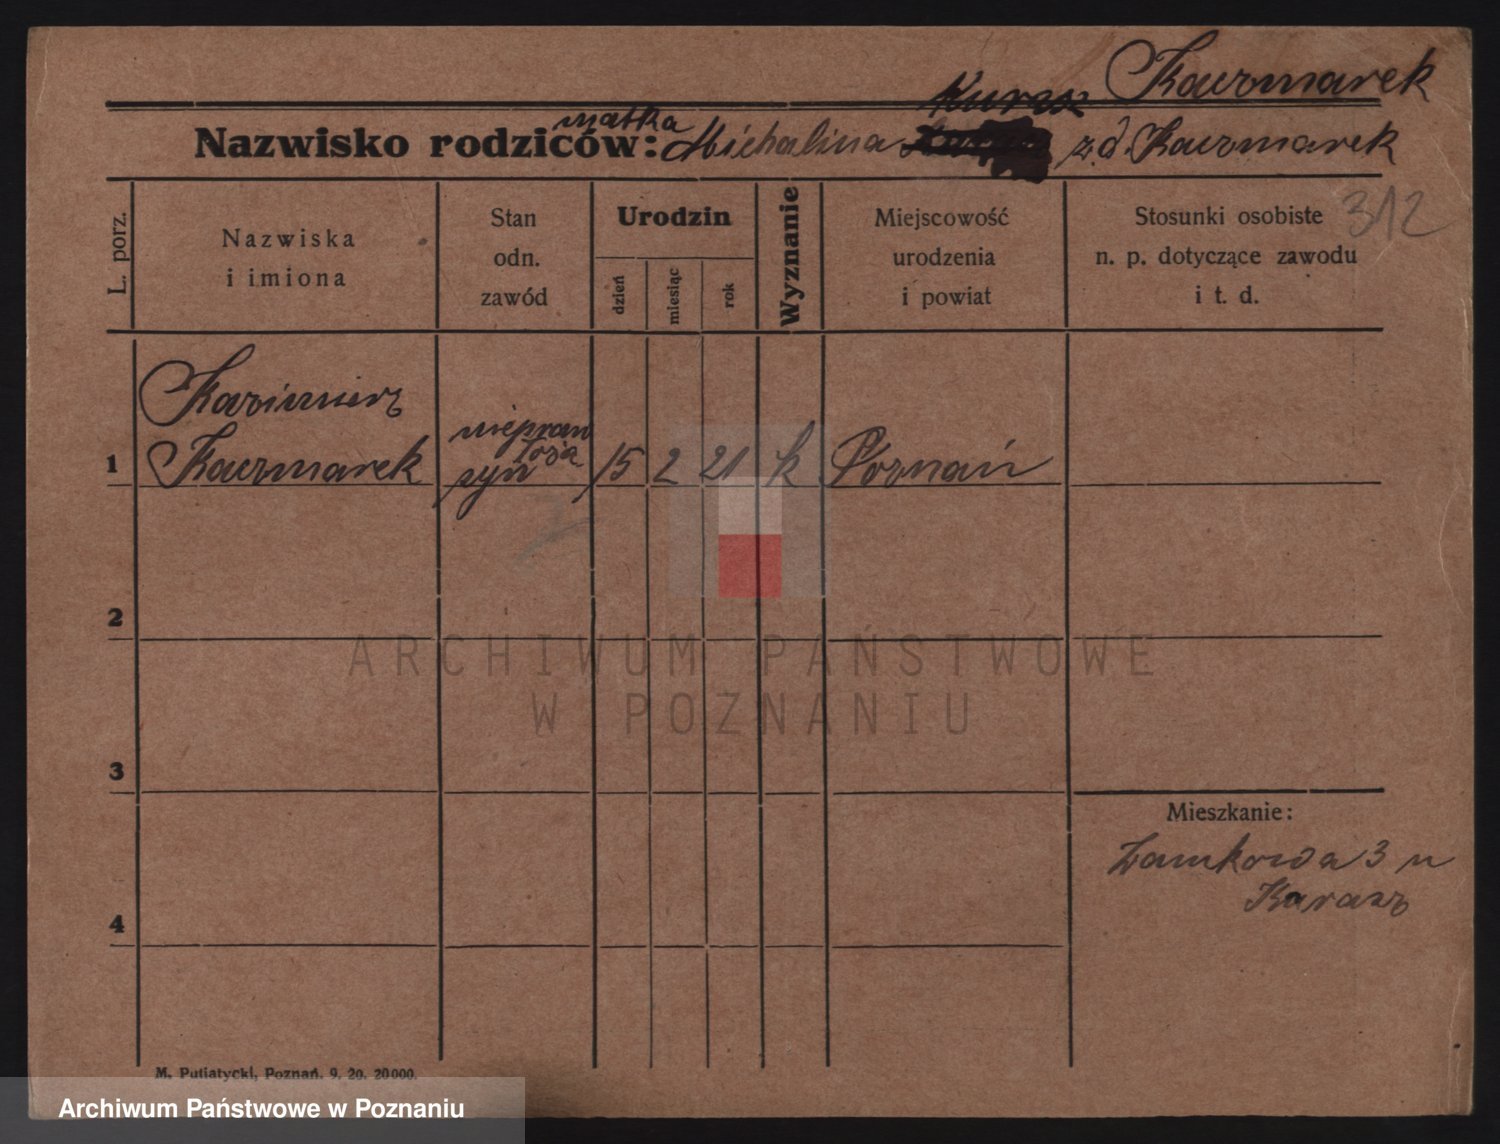 Kaczmarek
matka
Nazwisko rodziców: Michalina z d. Kaczmarek
312
L. porz.
Nazwiska
i imiona
Stan
odn.
zawód
Urodzin
dzień
miesiąc
rok
Wyznanie
Miejscowość
urodzenia
i powiat
Stosunki osobiste
n. p. dotyczące zawodu
i t. d.
Kazimierz
1 Kaczmarek syn 15 2 21 k Poznań
2
3
4
ARCHIWUM PAŃSTWOWE
W POZNANIU
Mieszkanie:
Zamkowa 3 u
M. Putiatycki, Poznań. 9. 20. 20000.
Archiwum Państwowe w Poznaniu